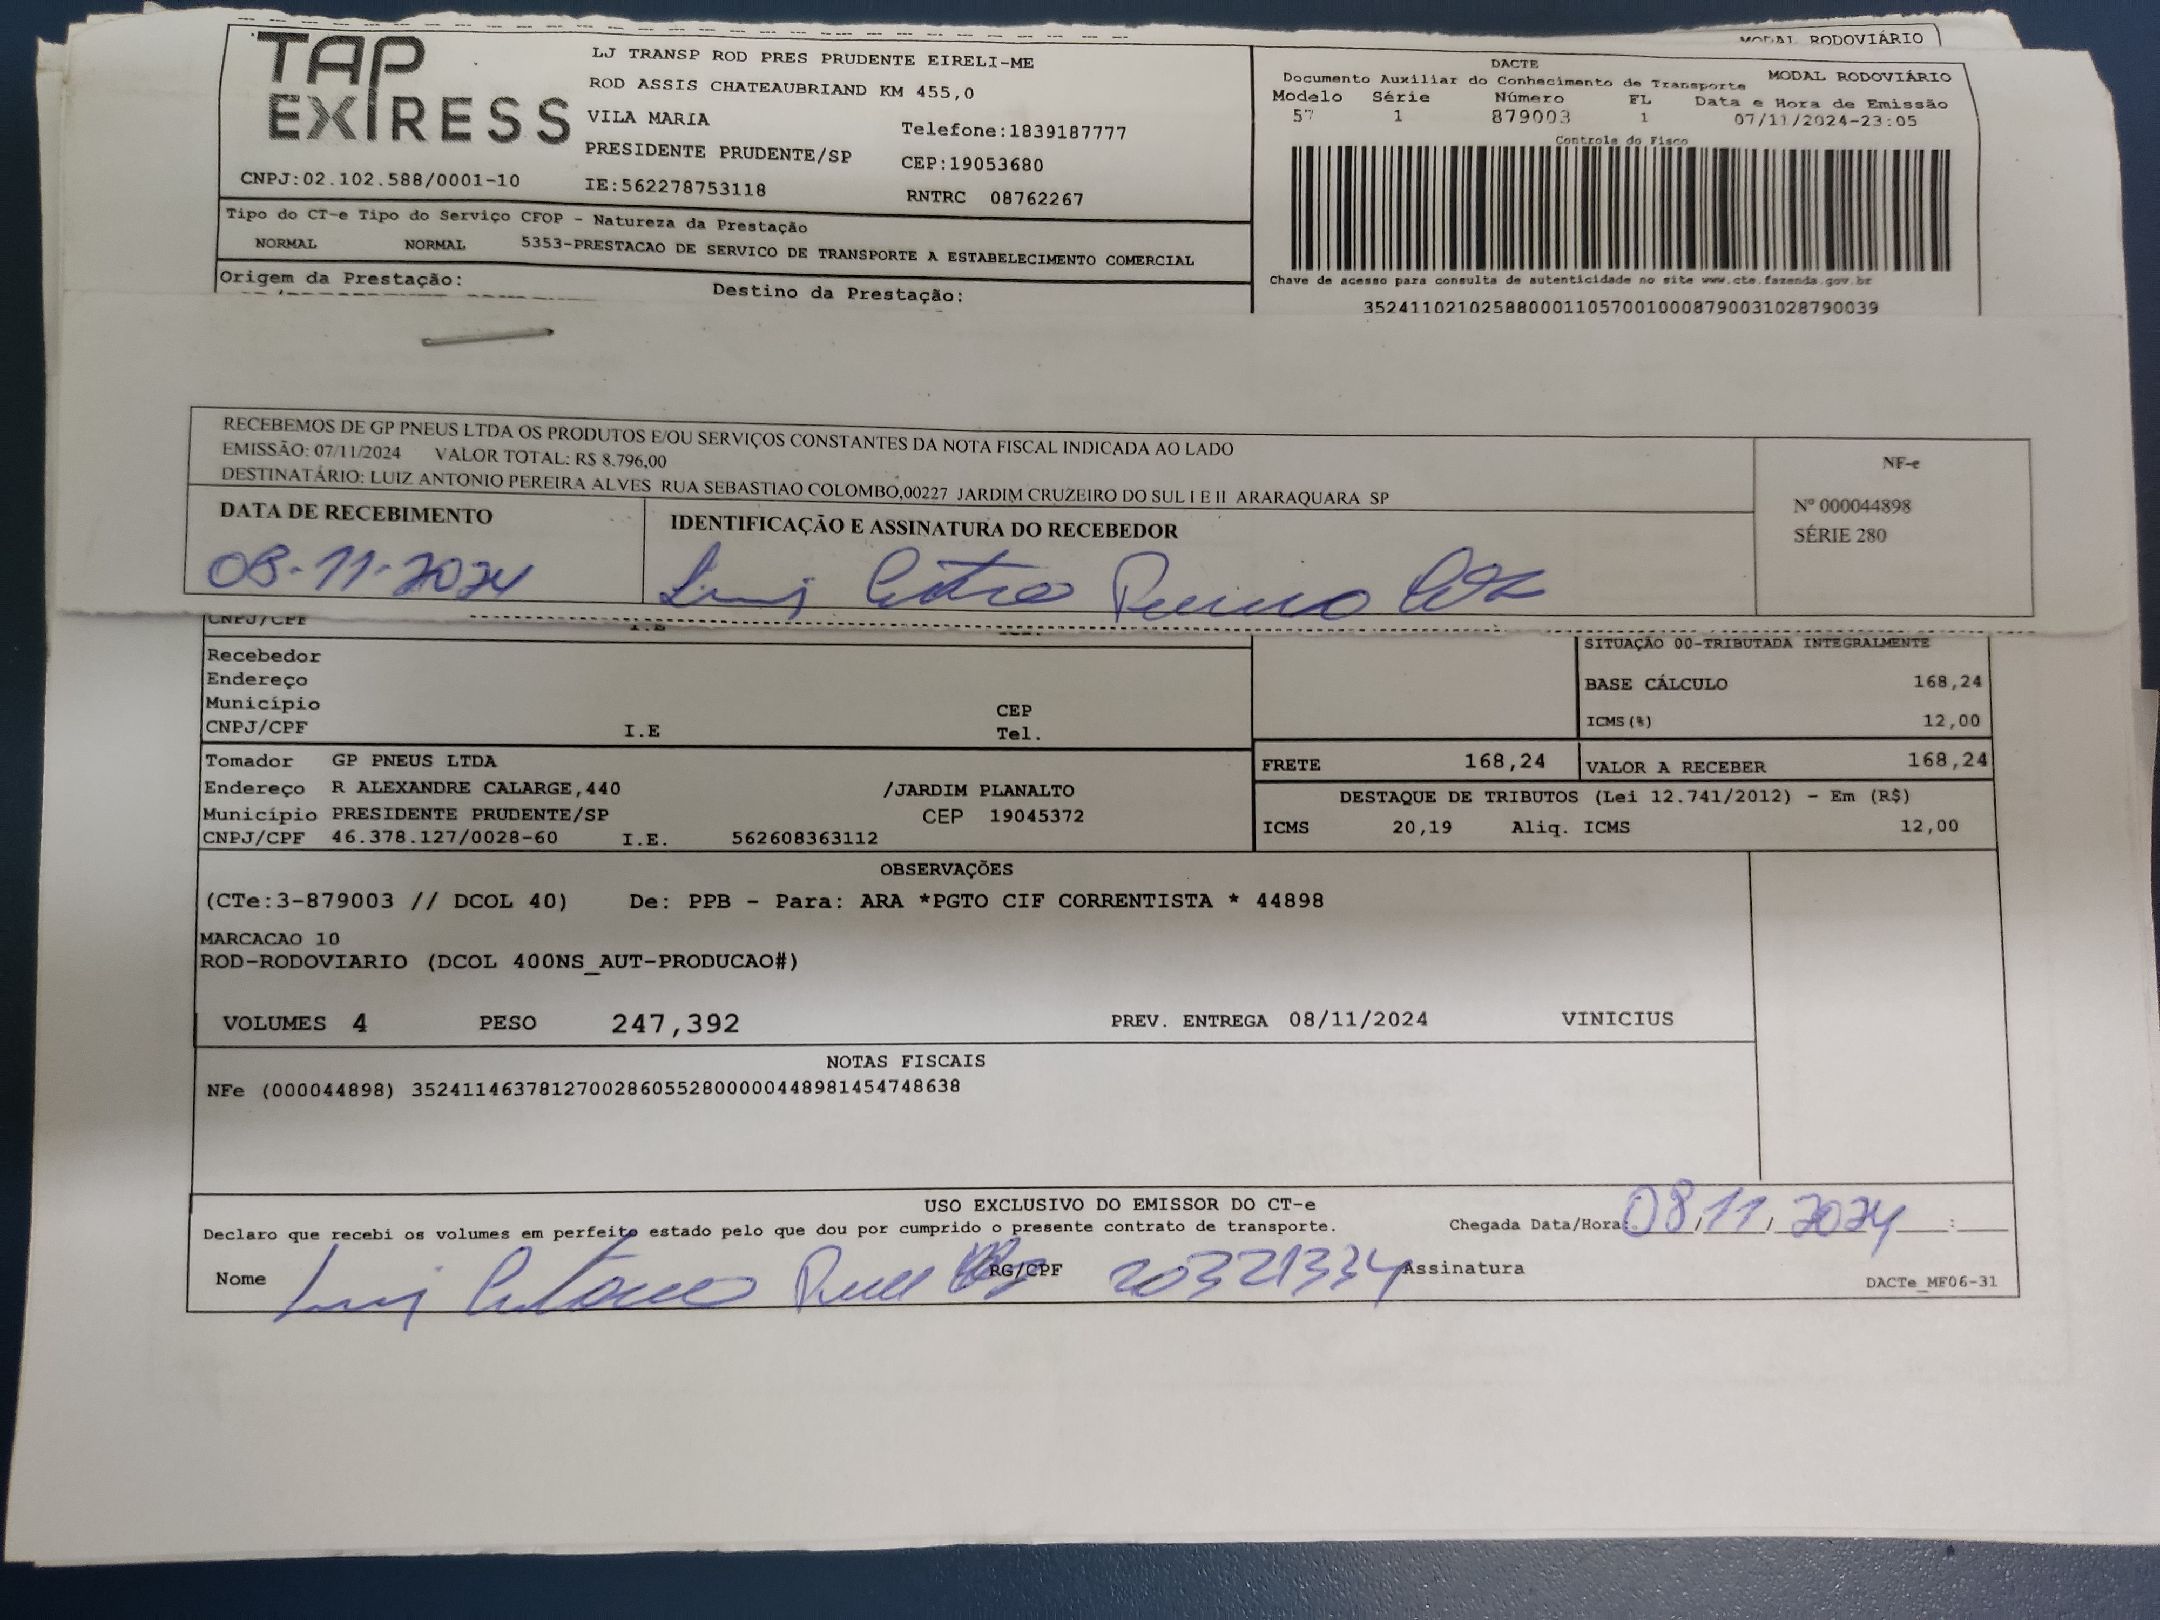 MODAL RODOVIÁRIO
TAP EXPRESS
LJ TRANSP ROD PRES PRUDENTE EIRELI-ME
ROD ASSIS CHATEAUBRIAND KM 455,0
VILA MARIA
Telefone:1839187777
PRESIDENTE PRUDENTE/SP
CEP:19053680
CNPJ:02.102.588/0001-10
IE:562278753118
RNTRC 08762267
DACTE
Documento Auxiliar do Conhecimento de Transporte
MODAL RODOVIÁRIO
Modelo Série Número FL Data e Hora de Emissão
57 1 879003 1 07/11/2024-23:05
Controle do Fisco
Chave de acesso para consulta de autenticidade no site www.cte.fazenda.gov.br
35241102102588000110570010008790031028790039
Tipo do CT-e Tipo do Serviço CFOP - Natureza da Prestação
NORMAL NORMAL 5353-PRESTACAO DE SERVICO DE TRANSPORTE A ESTABELECIMENTO COMERCIAL
Origem da Prestação: Destino da Prestação:
RECEBEMOS DE GP PNEUS LTDA OS PRODUTOS E/OU SERVIÇOS CONSTANTES DA NOTA FISCAL INDICADA AO LADO
EMISSÃO: 07/11/2024 VALOR TOTAL: R$ 8.796,00
DESTINATÁRIO: LUIZ ANTONIO PEREIRA ALVES RUA SEBASTIAO COLOMBO,00227 JARDIM CRUZEIRO DO SUL I E II ARARAQUARA SP
NF-e
Nº 000044898
SÉRIE 280
DATA DE RECEBIMENTO
08-11-2024
IDENTIFICAÇÃO E ASSINATURA DO RECEBEDOR
CNPJ/CPF I.E
Recebedor
Endereço
Município CEP
CNPJ/CPF I.E Tel.
SITUAÇÃO 00-TRIBUTADA INTEGRALMENTE
BASE CÁLCULO 168,24
ICMS(%) 12,00
Tomador GP PNEUS LTDA
Endereço R ALEXANDRE CALARGE,440 /JARDIM PLANALTO
Município PRESIDENTE PRUDENTE/SP CEP 19045372
CNPJ/CPF 46.378.127/0028-60 I.E. 562608363112
FRETE 168,24 VALOR A RECEBER 168,24
DESTAQUE DE TRIBUTOS (Lei 12.741/2012) - Em (R$)
ICMS 20,19 Aliq. ICMS 12,00
OBSERVAÇÕES
(CTe:3-879003 // DCOL 40) De: PPB - Para: ARA *PGTO CIF CORRENTISTA * 44898
MARCACAO 10
ROD-RODOVIARIO (DCOL 400NS_AUT-PRODUCAO#)
VOLUMES 4 PESO 247,392 PREV. ENTREGA 08/11/2024 VINICIUS
NOTAS FISCAIS
NFe (000044898) 35241146378127002860552800000448981454748638
USO EXCLUSIVO DO EMISSOR DO CT-e
Declaro que recebi os volumes em perfeito estado pelo que dou por cumprido o presente contrato de transporte. Chegada Data/Hora: 08/11/2024 :
Nome RG/CPF 20321334 Assinatura
DACTe_MF06-31